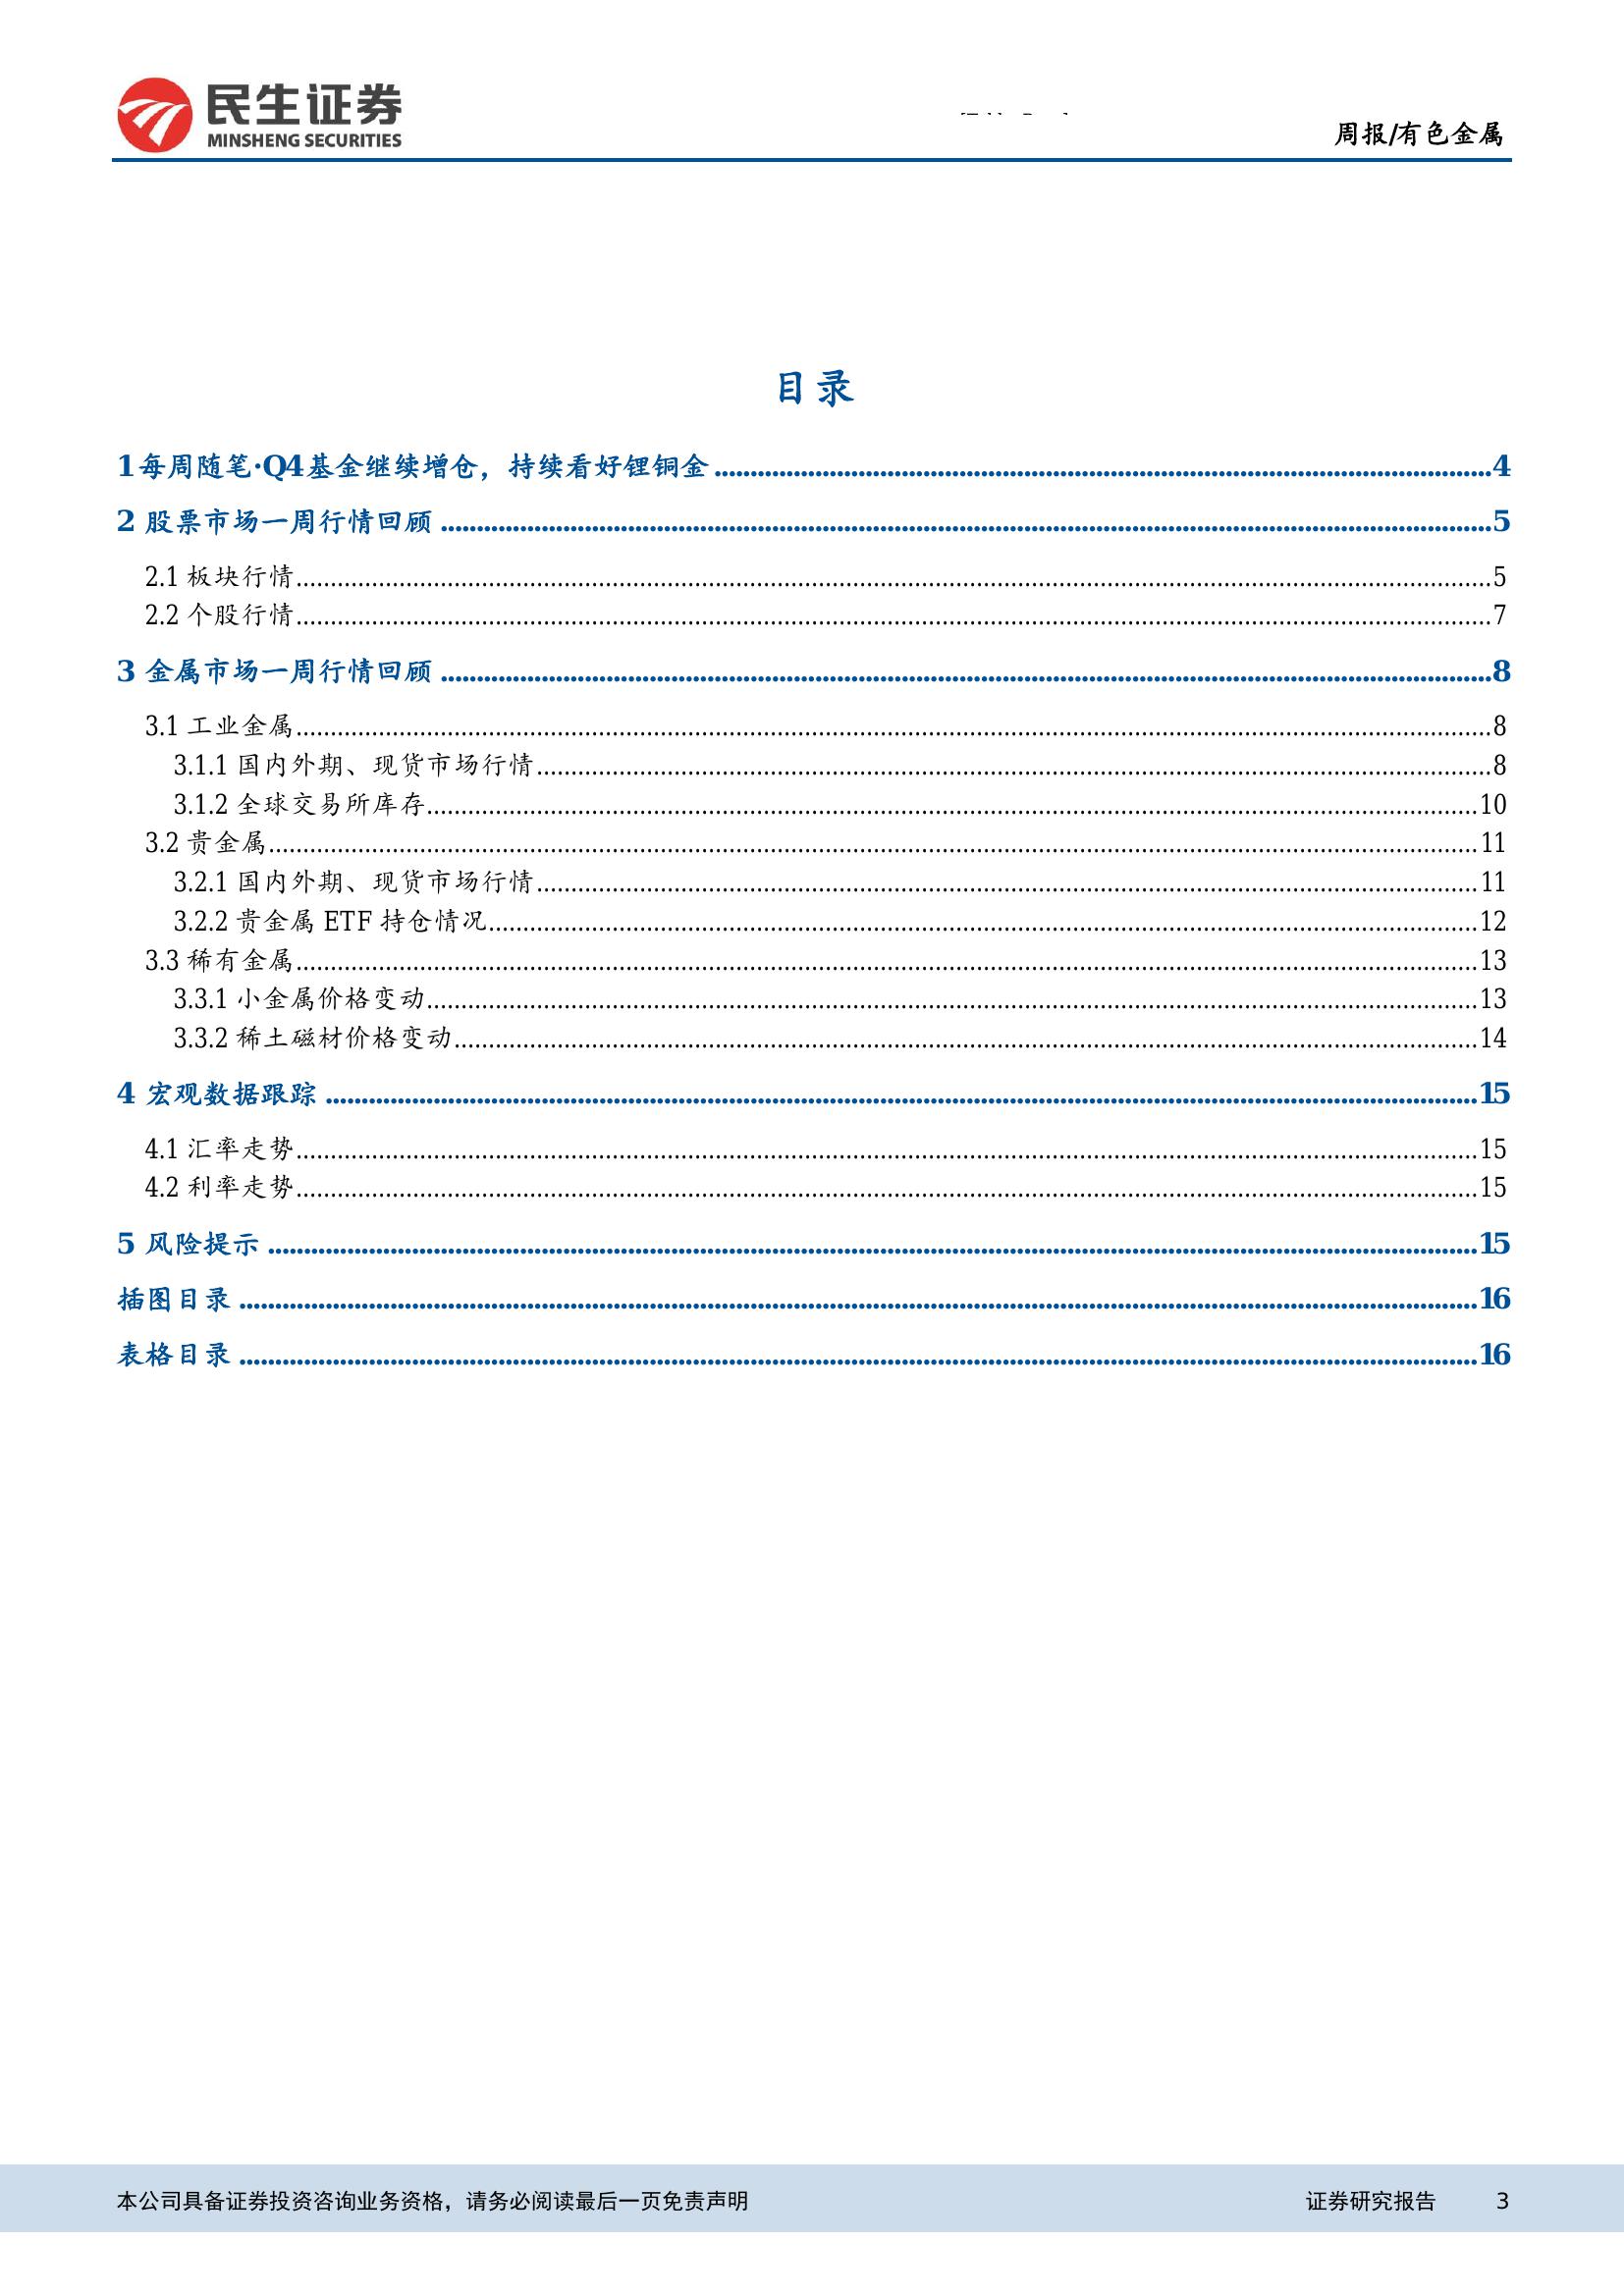 民生证券
MINSHENG SECURITIES
周报/有色金属
目录
1每周随笔·Q4基金继续增仓，持续看好锂铜金........................4
2 股票市场一周行情回顾........................5
2.1 板块行情........................5
2.2 个股行情........................7
3 金属市场一周行情回顾........................8
3.1 工业金属........................8
3.1.1 国内外期、现货市场行情........................8
3.1.2 全球交易所库存........................10
3.2 贵金属........................11
3.2.1 国内外期、现货市场行情........................11
3.2.2 贵金属 ETF 持仓情况........................12
3.3 稀有金属........................13
3.3.1 小金属价格变动........................13
3.3.2 稀土磁材价格变动........................14
4 宏观数据跟踪........................15
4.1 汇率走势........................15
4.2 利率走势........................15
5 风险提示........................15
插图目录........................16
表格目录........................16
本公司具备证券投资咨询业务资格，请务必阅读最后一页免责声明 证券研究报告 3